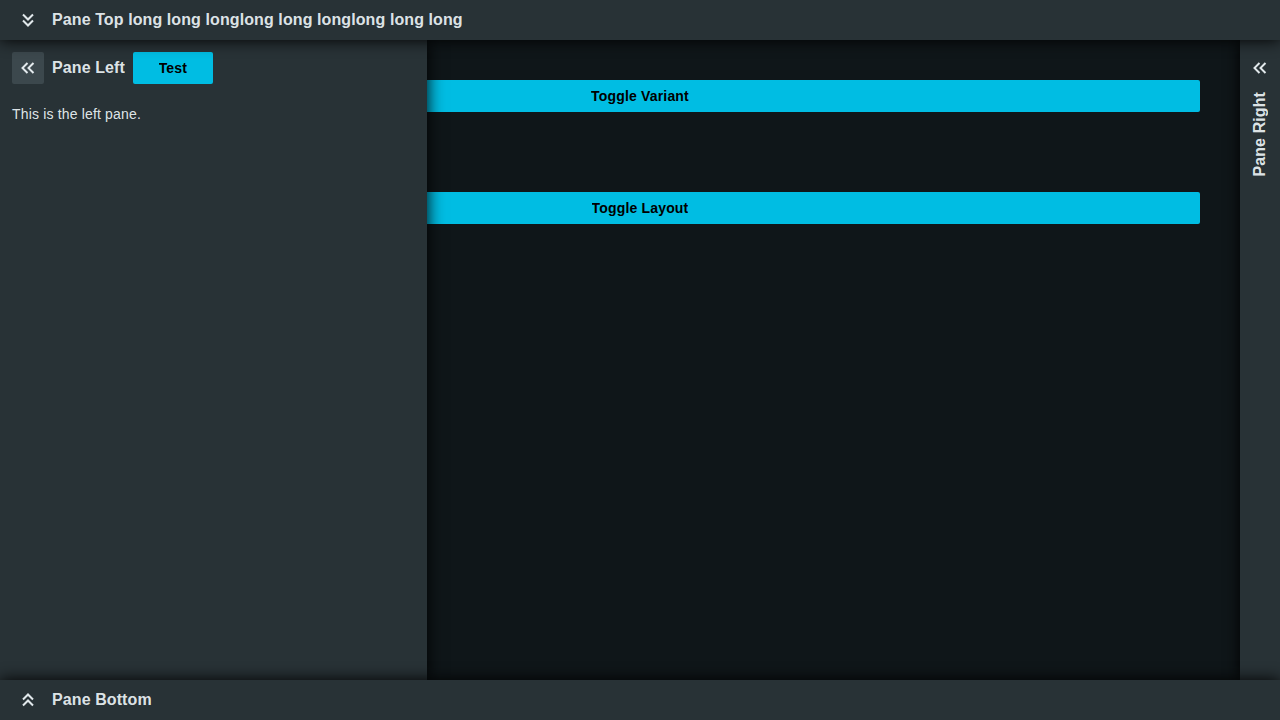 Pane Top long long longlong long longlong long long
Pane Left
Test
This is the left pane.
Toggle Variant
Toggle Layout
Pane Right
Pane Bottom